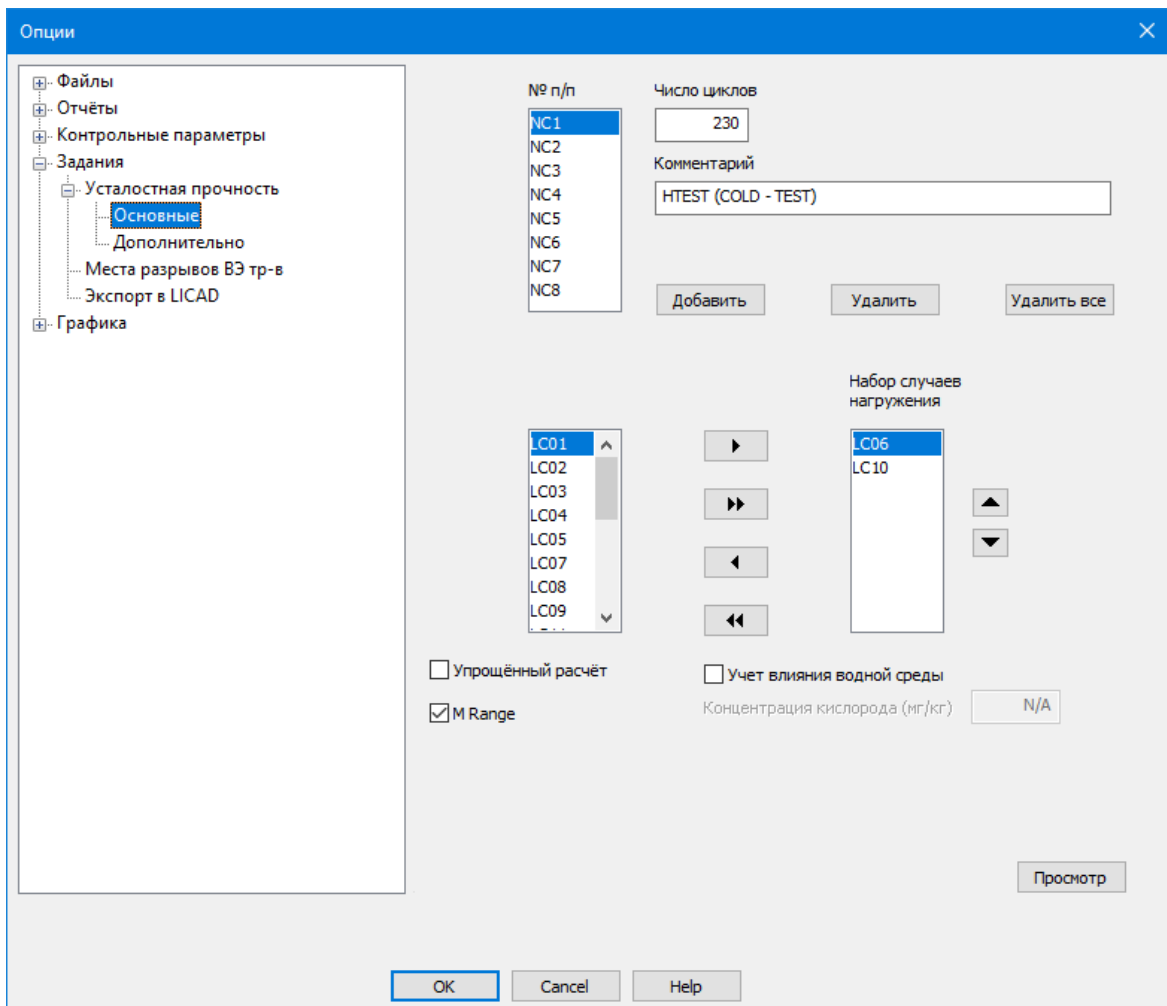 Опции
Файлы
Отчёты
Контрольные параметры
Задания
Усталостная прочность
Основные
Дополнительно
Места разрывов ВЭ тр-в
Экспорт в LICAD
Графика
№ п/п
NC1
NC2
NC3
NC4
NC5
NC6
NC7
NC8
Число циклов
230
Комментарий
HTEST (COLD - TEST)
Добавить Удалить Удалить все
LC01
LC02
LC03
LC04
LC05
LC07
LC08
LC09
Набор случаев
нагружения
LC06
LC10
Упрощённый расчёт
M Range
Учет влияния водной среды
Концентрация кислорода (мг/кг) N/A
Просмотр
OK Cancel Help